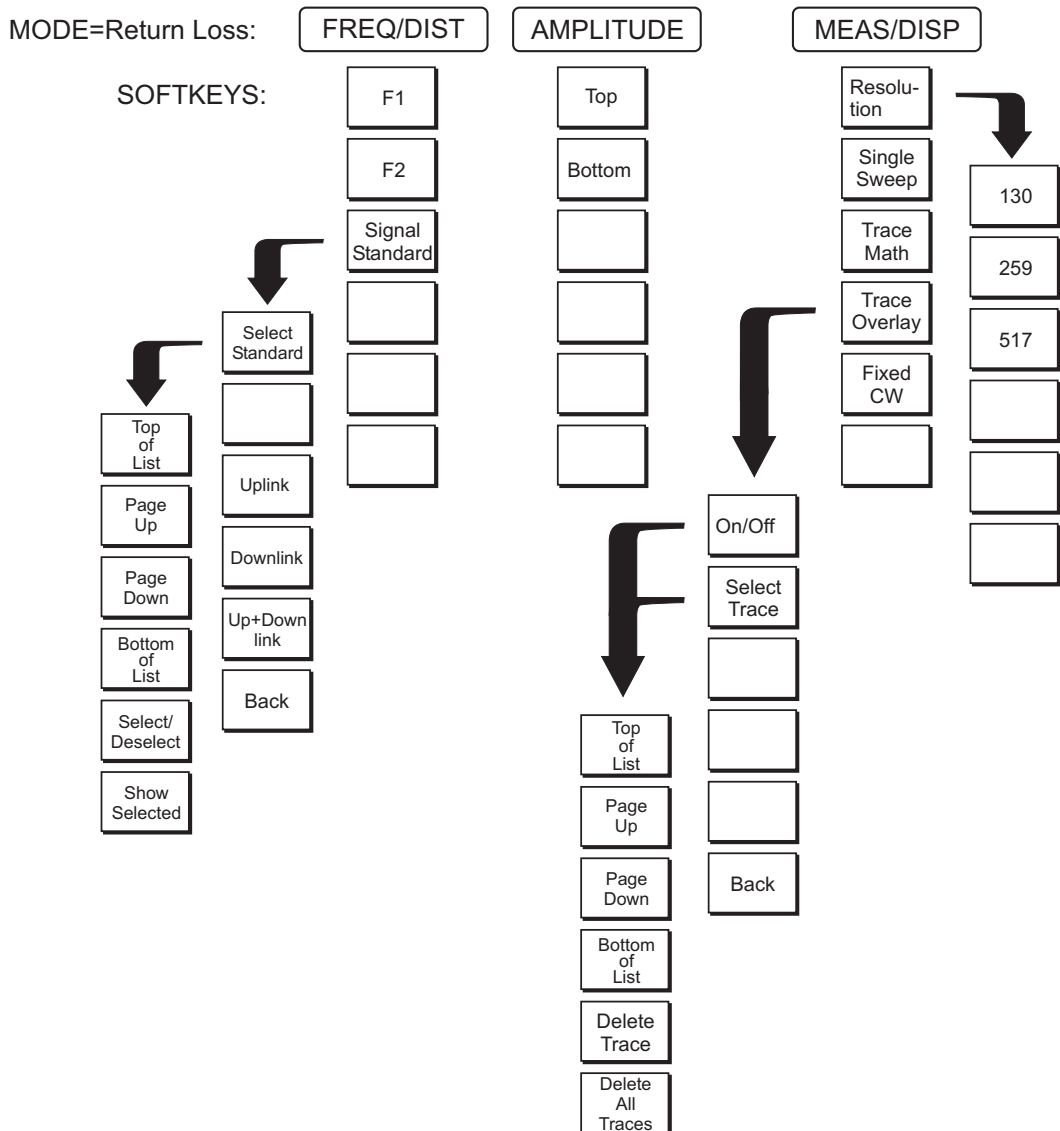 MODE=Return Loss:
FREQ/DIST
AMPLITUDE
MEAS/DISP
SOFTKEYS:
F1
F2
Signal
Standard
Select
Standard
Uplink
Downlink
Up+Down
link
Back
Top
of
List
Page
Up
Page
Down
Bottom
of
List
Select/
Deselect
Show
Selected
Top
Bottom
Resolu-
tion
Single
Sweep
Trace
Math
Trace
Overlay
Fixed
CW
130
259
517
On/Off
Select
Trace
Back
Top
of
List
Page
Up
Page
Down
Bottom
of
List
Delete
Trace
Delete
All
Traces